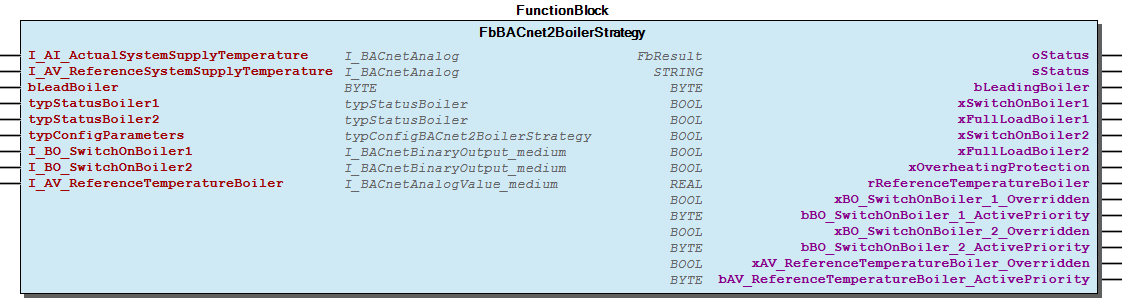 FunctionBlock
FbBACnet2BoilerStrategy
I_AI_ActualSystemSupplyTemperature I_BACnetAnalog FbResult oStatus
I_AV_ReferenceSystemSupplyTemperature I_BACnetAnalog STRING sStatus
bLeadBoiler BYTE BYTE bLeadingBoiler
typStatusBoiler1 typStatusBoiler BOOL xSwitchOnBoiler1
typStatusBoiler2 typStatusBoiler BOOL xFullLoadBoiler1
typConfigParameters typConfigBACnet2BoilerStrategy BOOL xSwitchOnBoiler2
I_BO_SwitchOnBoiler1 I_BACnetBinaryOutput_medium BOOL xFullLoadBoiler2
I_BO_SwitchOnBoiler2 I_BACnetBinaryOutput_medium BOOL xOverheatingProtection
I_AV_ReferenceTemperatureBoiler I_BACnetAnalogValue_medium REAL rReferenceTemperatureBoiler
BOOL xBO_SwitchOnBoiler_1_Overridden
BYTE bBO_SwitchOnBoiler_1_ActivePriority
BOOL xBO_SwitchOnBoiler_2_Overridden
BYTE bBO_SwitchOnBoiler_2_ActivePriority
BOOL xAV_ReferenceTemperatureBoiler_Overridden
BYTE bAV_ReferenceTemperatureBoiler_ActivePriority